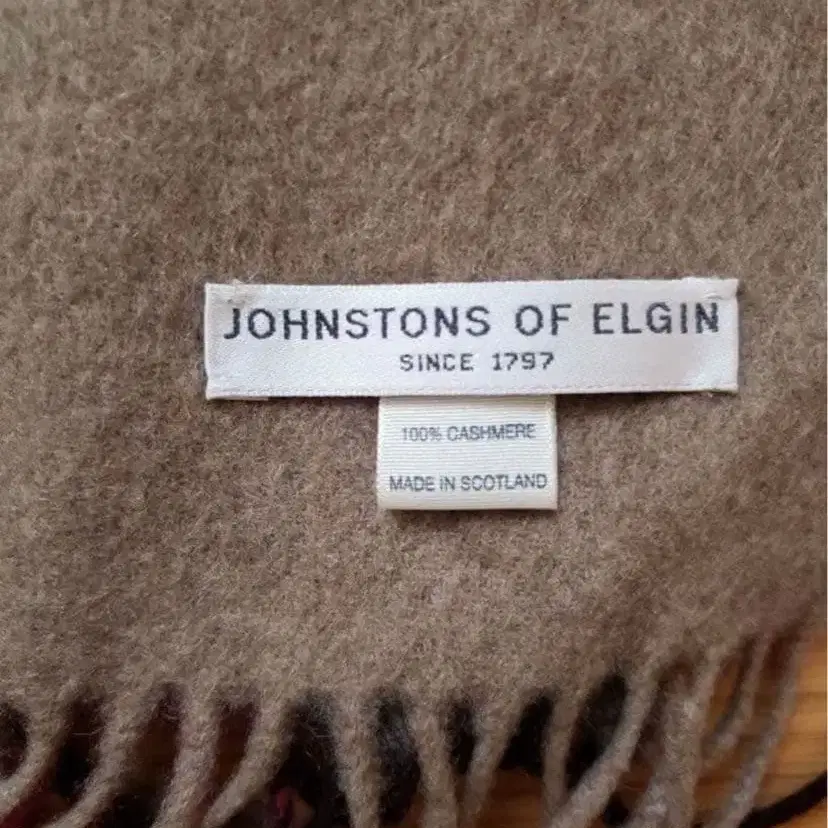 JOHNSTONS OF ELGIN
SINCE 1797
100% CASHMERE
MADE IN SCOTLAND